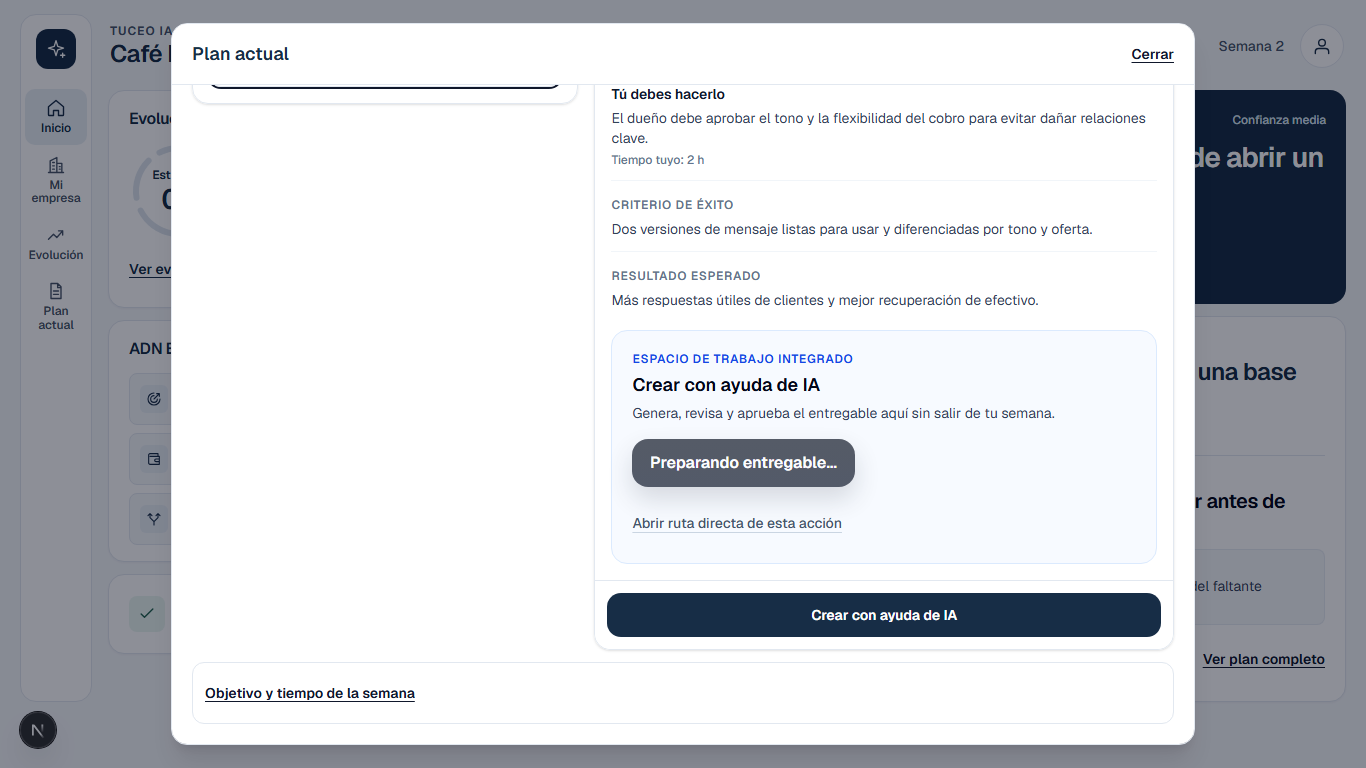 TUCEO IA
Café
Semana 2
Plan actual
Cerrar
Inicio
Mi
empresa
Evolución
Plan
actual
Ver
ADN
Tú debes hacerlo
El dueño debe aprobar el tono y la flexibilidad del cobro para evitar dañar relaciones
clave.
Tiempo tuyo: 2 h
CRITERIO DE ÉXITO
Dos versiones de mensaje listas para usar y diferenciadas por tono y oferta.
RESULTADO ESPERADO
Más respuestas útiles de clientes y mejor recuperación de efectivo.
ESPACIO DE TRABAJO INTEGRADO
Crear con ayuda de IA
Genera, revisa y aprueba el entregable aquí sin salir de tu semana.
Preparando entregable...
Abrir ruta directa de esta acción
Crear con ayuda de IA
Objetivo y tiempo de la semana
Confianza media
de abrir un
una base
r antes de
del faltante
Ver plan completo
N